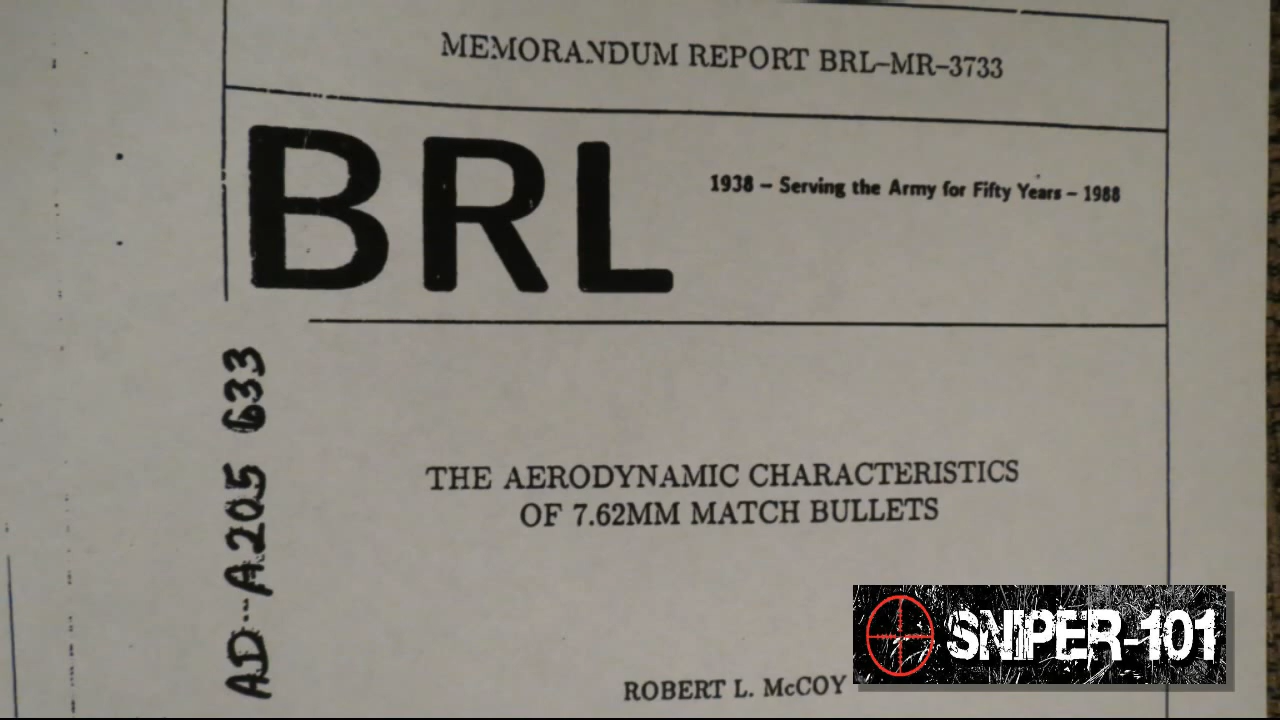 MEMORANDUM REPORT BRL-MR-3733
BRL
1938 – Serving the Army for Fifty Years – 1988
AD-A205 633
THE AERODYNAMIC CHARACTERISTICS
OF 7.62MM MATCH BULLETS
ROBERT L. McCOY
SNIPER-101